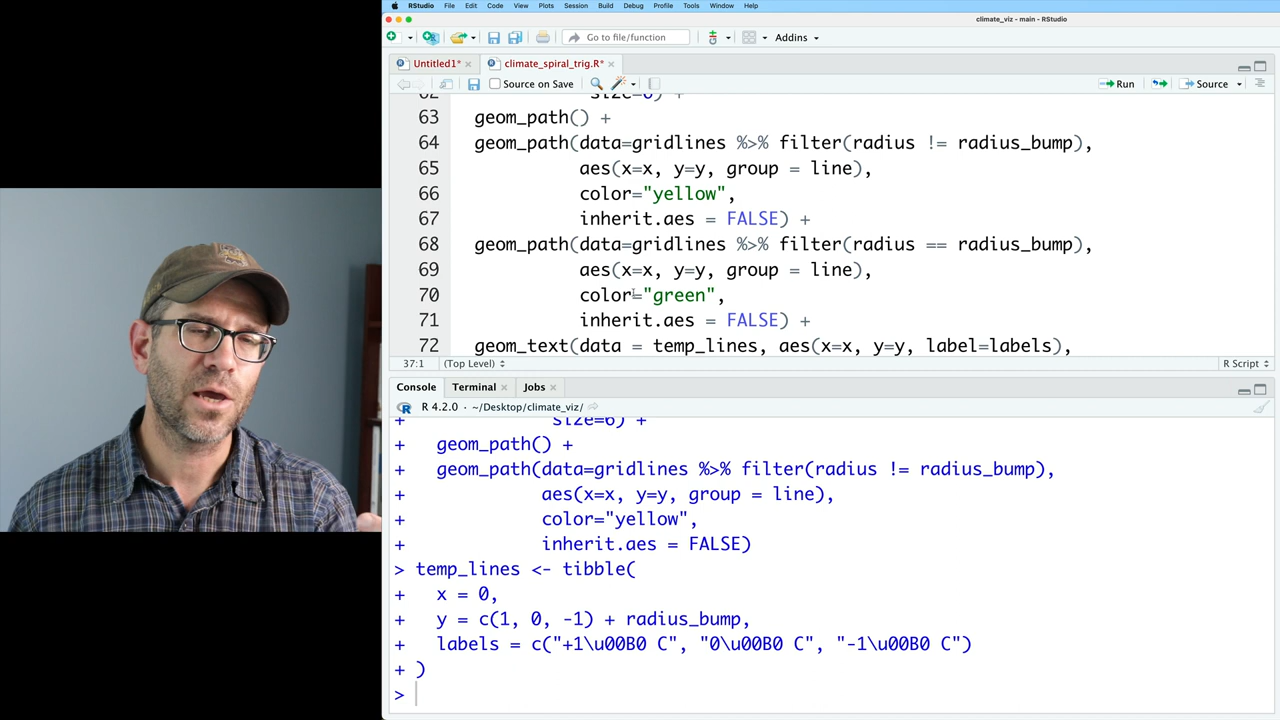 RStudio File Edit Code View Plots Session Build Debug Profile Tools Window Help
climate_viz - main - RStudio
Go to file/function
Addins
Untitled1*
climate_spiral_trig.R*
Source on Save
Run
Source
62 size=6) +
63 geom_path() +
64 geom_path(data=gridlines %>% filter(radius != radius_bump),
65 aes(x=x, y=y, group = line),
66 color="yellow",
67 inherit.aes = FALSE) +
68 geom_path(data=gridlines %>% filter(radius == radius_bump),
69 aes(x=x, y=y, group = line),
70 color="green",
71 inherit.aes = FALSE) +
72 geom_text(data = temp_lines, aes(x=x, y=y, label=labels),
37:1 (Top Level) R Script
Console Terminal Jobs
R 4.2.0 · ~/Desktop/climate_viz/
+ size=6) +
+ geom_path() +
+ geom_path(data=gridlines %>% filter(radius != radius_bump),
+ aes(x=x, y=y, group = line),
+ color="yellow",
+ inherit.aes = FALSE)
> temp_lines <- tibble(
+ x = 0,
+ y = c(1, 0, -1) + radius_bump,
+ labels = c("+1\u00B0 C", "0\u00B0 C", "-1\u00B0 C")
+ )
>